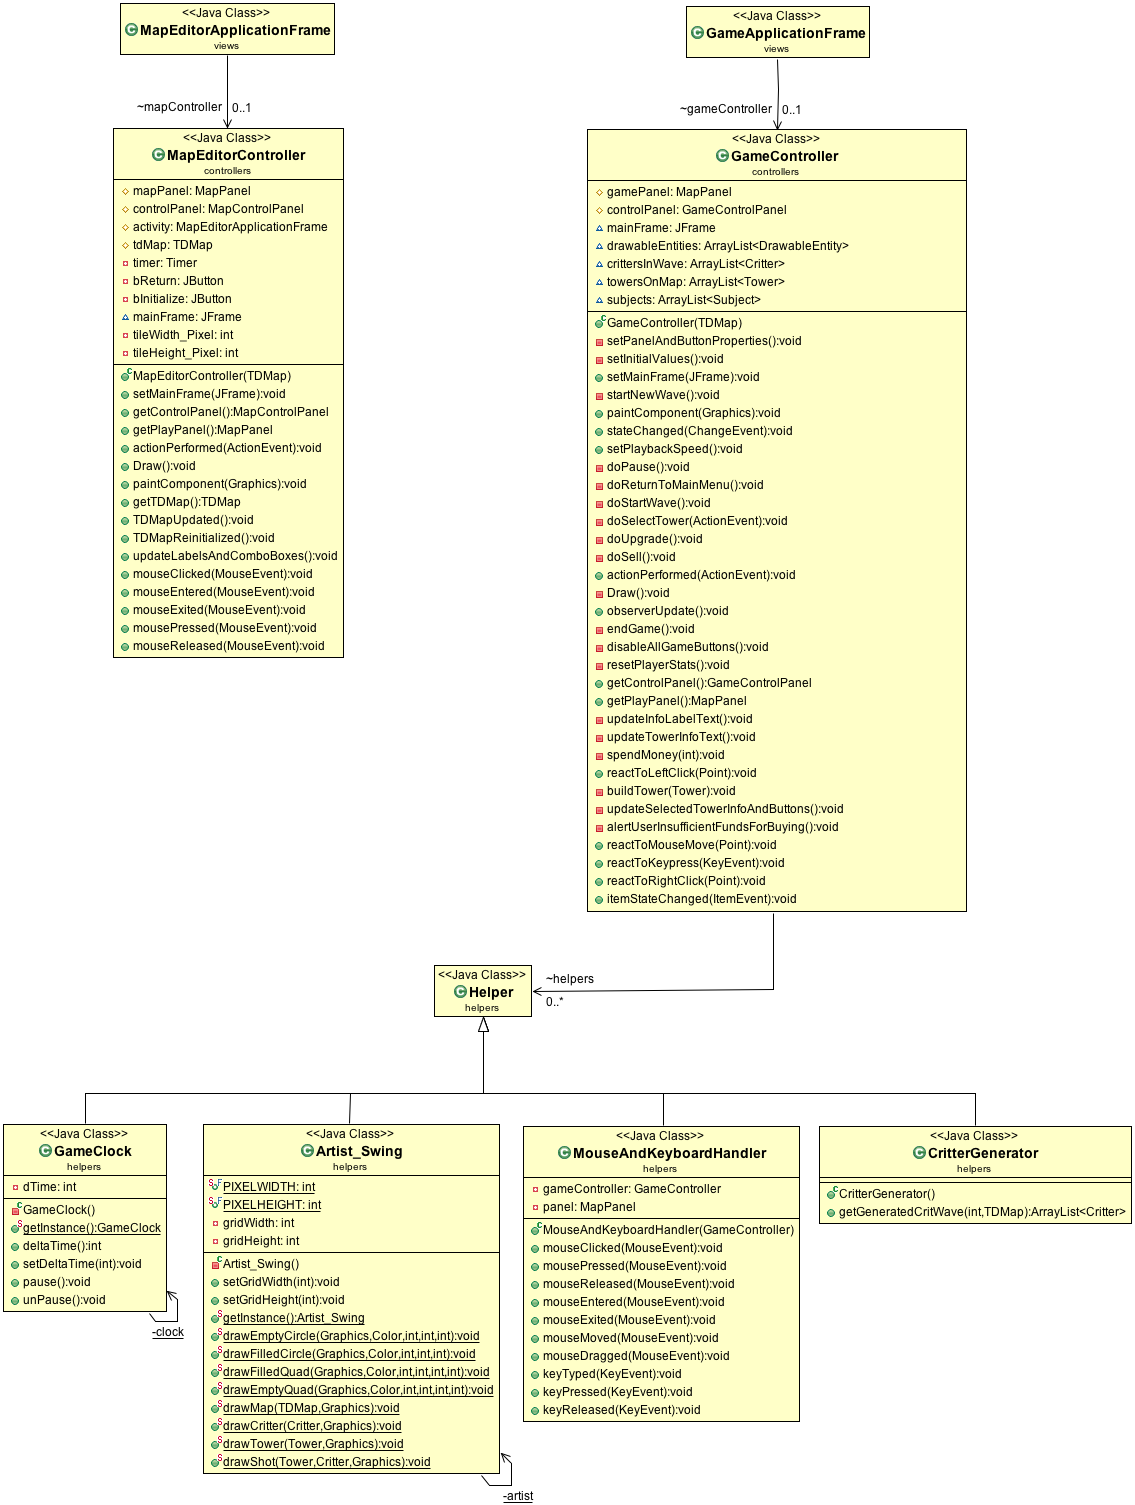 <<Java Class>>
MapEditorApplicationFrame
views
<<Java Class>>
GameApplicationFrame
views
~mapController
0..1
~gameController
0..1
<<Java Class>>
MapEditorController
controllers
mapPanel: MapPanel
controlPanel: MapControlPanel
activity: MapEditorApplicationFrame
tdMap: TDMap
timer: Timer
bReturn: JButton
bInitialize: JButton
mainFrame: JFrame
tileWidth_Pixel: int
tileHeight_Pixel: int
MapEditorController(TDMap)
setMainFrame(JFrame):void
getControlPanel():MapControlPanel
getPlayPanel():MapPanel
actionPerformed(ActionEvent):void
Draw():void
paintComponent(Graphics):void
getTDMap():TDMap
TDMapUpdated():void
TDMapReinitialized():void
updateLabelsAndComboBoxes():void
mouseClicked(MouseEvent):void
mouseEntered(MouseEvent):void
mouseExited(MouseEvent):void
mousePressed(MouseEvent):void
mouseReleased(MouseEvent):void
<<Java Class>>
GameController
controllers
gamePanel: MapPanel
controlPanel: GameControlPanel
mainFrame: JFrame
drawableEntities: ArrayList<DrawableEntity>
crittersInWave: ArrayList<Critter>
towersOnMap: ArrayList<Tower>
subjects: ArrayList<Subject>
GameController(TDMap)
setPanelAndButtonProperties():void
setInitialValues():void
setMainFrame(JFrame):void
startNewWave():void
paintComponent(Graphics):void
stateChanged(ChangeEvent):void
setPlaybackSpeed():void
doPause():void
doReturnToMainMenu():void
doStartWave():void
doSelectTower(ActionEvent):void
doUpgrade():void
doSell():void
actionPerformed(ActionEvent):void
Draw():void
observerUpdate():void
endGame():void
disableAllGameButtons():void
resetPlayerStats():void
getControlPanel():GameControlPanel
getPlayPanel():MapPanel
updateInfoLabelText():void
updateTowerInfoText():void
spendMoney(int):void
reactToLeftClick(Point):void
buildTower(Tower):void
updateSelectedTowerInfoAndButtons():void
alertUserInsufficientFundsForBuying():void
reactToMouseMove(Point):void
reactToKeypress(KeyEvent):void
reactToRightClick(Point):void
itemStateChanged(ItemEvent):void
~helpers
0..*
<<Java Class>>
Helper
helpers
<<Java Class>>
GameClock
helpers
dTime: int
GameClock()
getInstance():GameClock
deltaTime():int
setDeltaTime(int):void
pause():void
unPause():void
-clock
<<Java Class>>
Artist_Swing
helpers
PIXELWIDTH: int
PIXELHEIGHT: int
gridWidth: int
gridHeight: int
Artist_Swing()
setGridWidth(int):void
setGridHeight(int):void
getInstance():Artist_Swing
drawEmptyCircle(Graphics,Color,int,int,int):void
drawFilledCircle(Graphics,Color,int,int,int):void
drawFilledQuad(Graphics,Color,int,int,int,int):void
drawEmptyQuad(Graphics,Color,int,int,int,int):void
drawMap(TDMap,Graphics):void
drawCritter(Critter,Graphics):void
drawTower(Tower,Graphics):void
drawShot(Tower,Critter,Graphics):void
-artist
<<Java Class>>
MouseAndKeyboardHandler
helpers
gameController: GameController
panel: MapPanel
MouseAndKeyboardHandler(GameController)
mouseClicked(MouseEvent):void
mousePressed(MouseEvent):void
mouseReleased(MouseEvent):void
mouseEntered(MouseEvent):void
mouseExited(MouseEvent):void
mouseMoved(MouseEvent):void
mouseDragged(MouseEvent):void
keyTyped(KeyEvent):void
keyPressed(KeyEvent):void
keyReleased(KeyEvent):void
<<Java Class>>
CritterGenerator
helpers
CritterGenerator()
getGeneratedCritWave(int,TDMap):ArrayList<Critter>